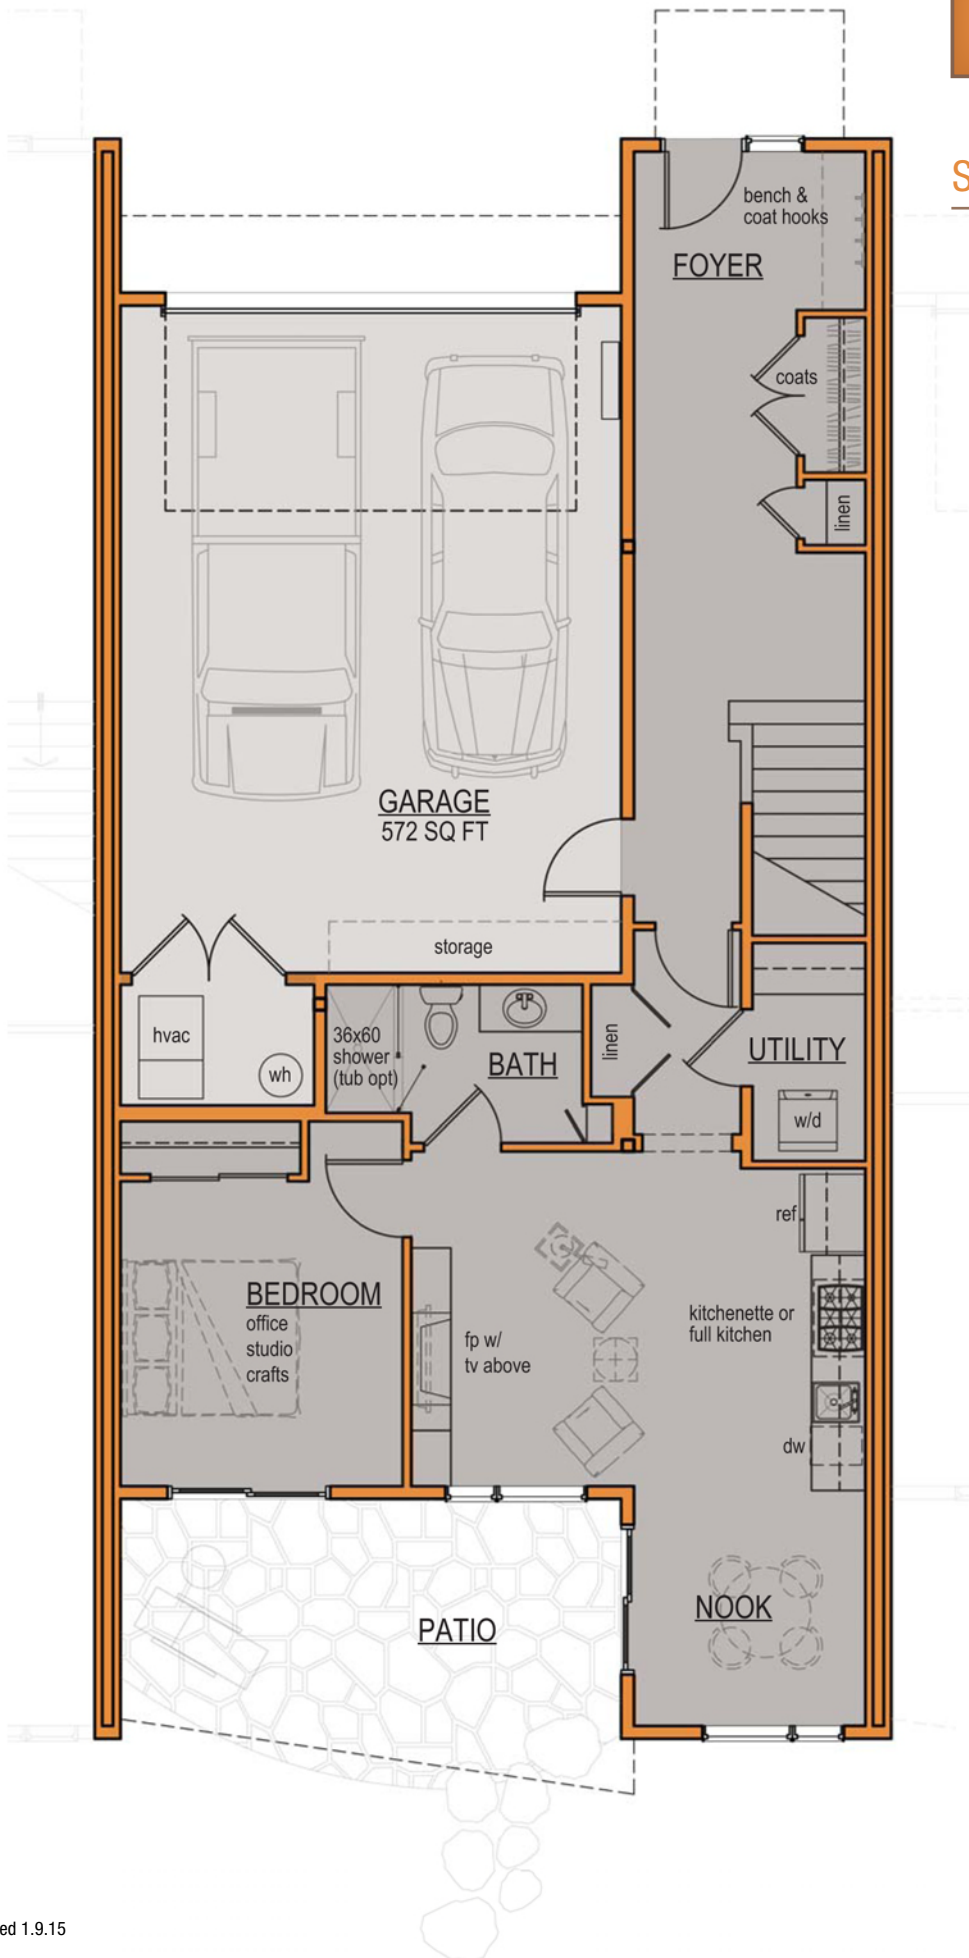 S
bench &
coat hooks
FOYER
coats
linen
GARAGE
572 SQ FT
storage
hvac
wh
36x60
shower
(tub opt)
BATH
linen
UTILITY
w/d
ref
BEDROOM
office
studio
crafts
fp w/
tv above
kitchenette or
full kitchen
dw
NOOK
PATIO
ed 1.9.15